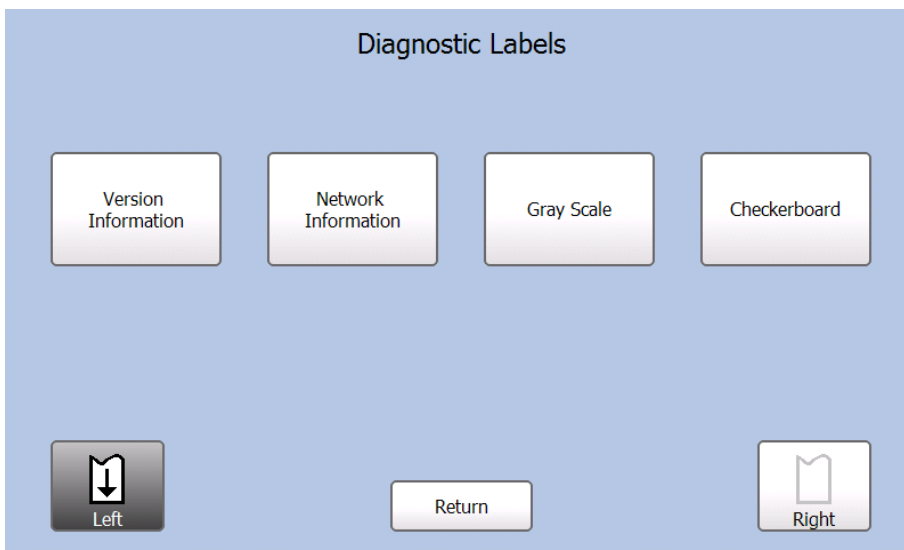 Diagnostic Labels
Version
Information
Network
Information
Gray Scale
Checkerboard
Left
Return
Right